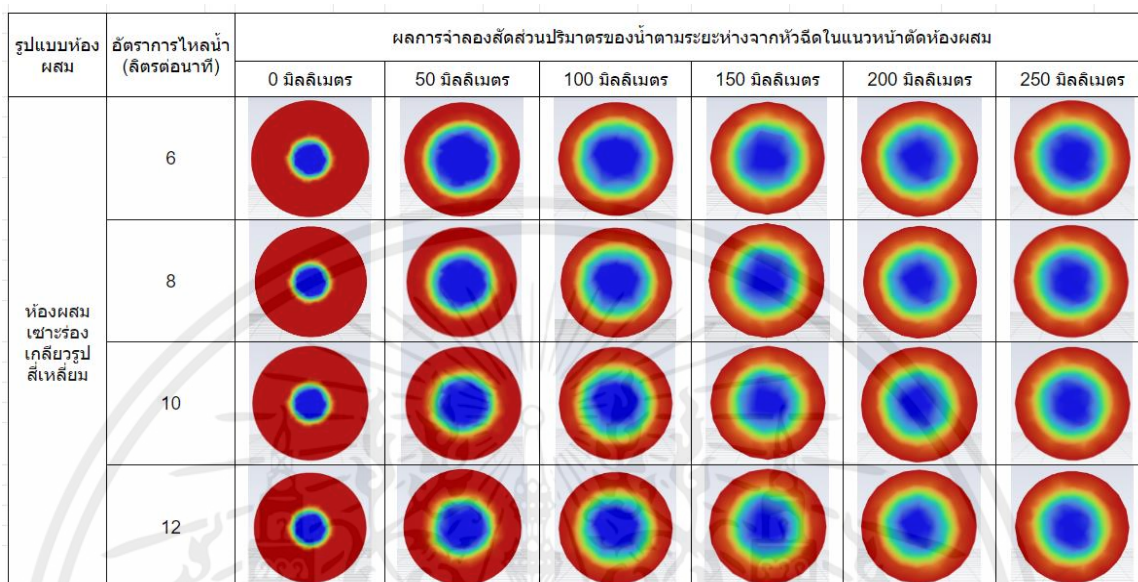 รูปแบบห้อง
ผสม
อัตราการไหลน้ำ
(ลิตรต่อนาที)
ผลการจำลองสัดส่วนปริมาตรของน้ำตามระยะห่างจากหัวฉีดในแนวหน้าตัดห้องผสม
0 มิลลิเมตร
50 มิลลิเมตร
100 มิลลิเมตร
150 มิลลิเมตร
200 มิลลิเมตร
250 มิลลิเมตร
ห้องผสม
เซาะร่อง
เกลียวรูป
สี่เหลี่ยม
6
8
10
12